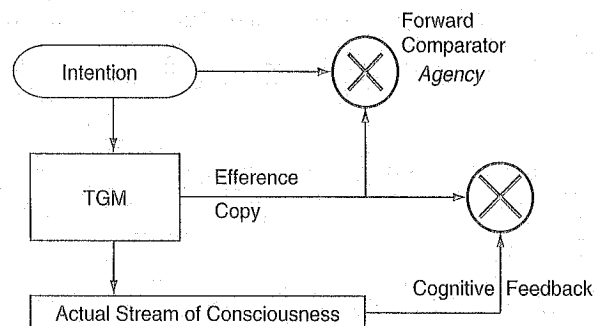 Forward
Comparator
Agency
Intention
TGM
Efference
Copy
Cognitive Feedback
Actual Stream of Consciousness